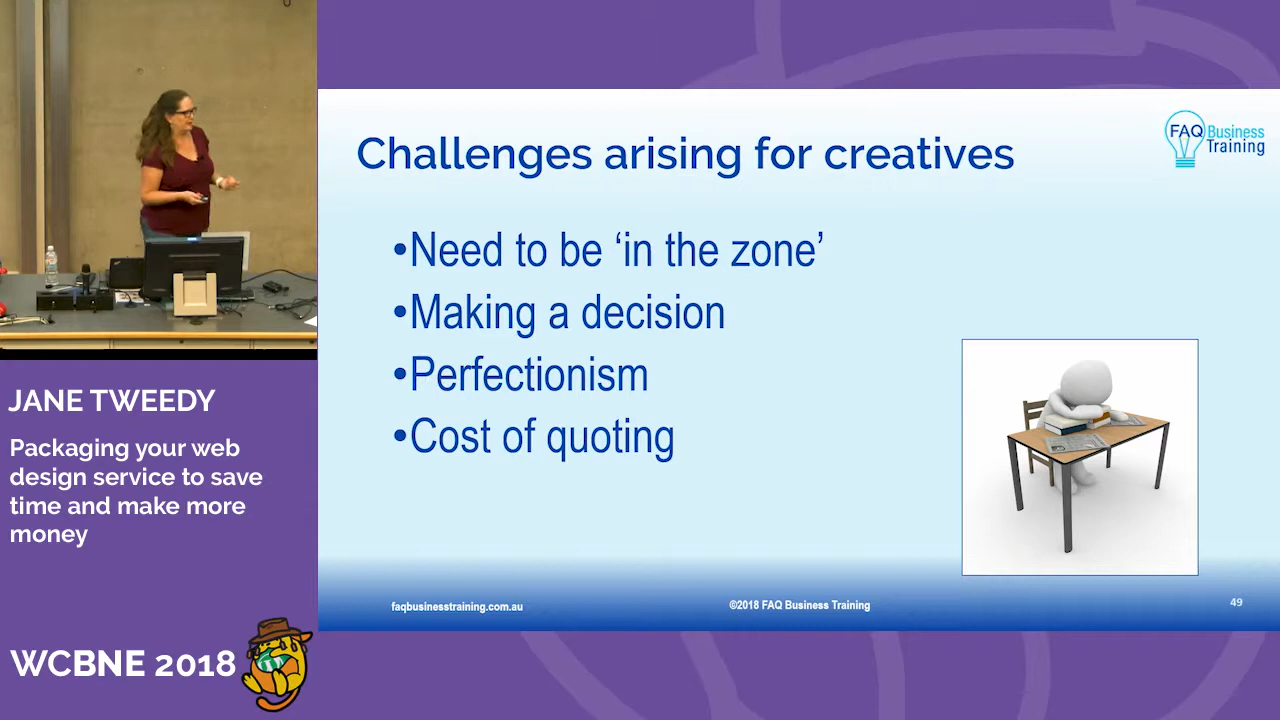 JANE TWEEDY
Packaging your web
design service to save
time and make more
money
WCBNE 2018
Challenges arising for creatives
FAQ Business
Training
•Need to be ‘in the zone’
•Making a decision
•Perfectionism
•Cost of quoting
faqbusinesstraining.com.au
©2018 FAQ Business Training
49